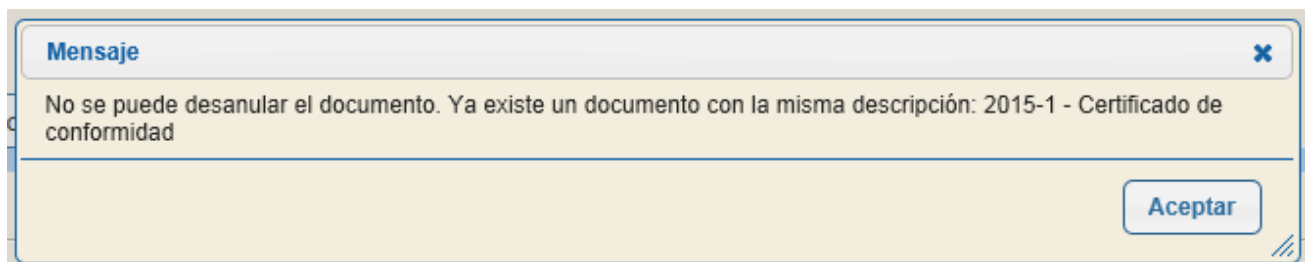 Mensaje
No se puede desanular el documento. Ya existe un documento con la misma descripción: 2015-1 - Certificado de
conformidad
Aceptar